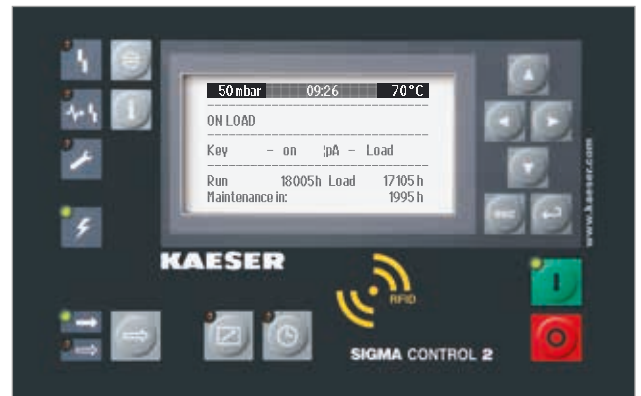 50 mbar 09:26 70°C
ON LOAD
Key - on ¦pA - Load
Run 18005h Load 17105 h
Maintenance in: 1995 h
esc
www.kaeser.com
KAESER
RFID
I
SIGMA CONTROL 2